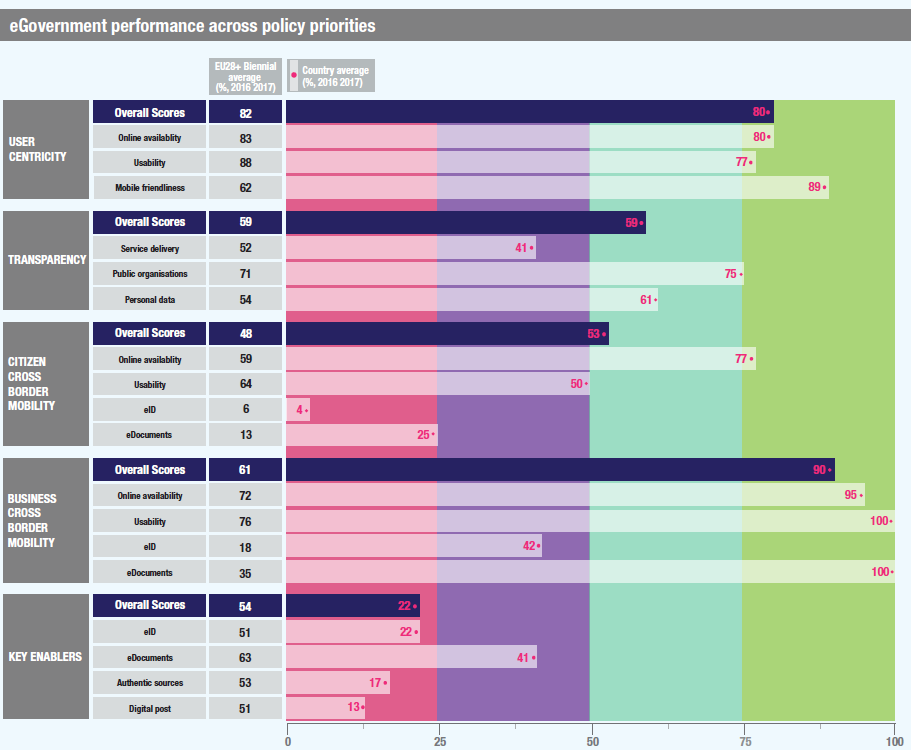 eGovernment performance across policy priorities
EU28+ Biennial
average
(%, 2016 2017)
Country average
(%, 2016 2017)
USER
CENTRICITY
Overall Scores 82 80
Online availablity 83 80
Usability 88 77
Mobile friendliness 62 89
TRANSPARENCY
Overall Scores 59 59
Service delivery 52 41
Public organisations 71 75
Personal data 54 61
CITIZEN
CROSS
BORDER
MOBILITY
Overall Scores 48 53
Online availablity 59 77
Usability 64 50
eID 6 4
eDocuments 13 25
BUSINESS
CROSS
BORDER
MOBILITY
Overall Scores 61 90
Online availability 72 95
Usability 76 100
eID 18 42
eDocuments 35 100
KEY ENABLERS
Overall Scores 54 22
eID 51 22
eDocuments 63 41
Authentic sources 53 17
Digital post 51 13
0 25 50 75 100